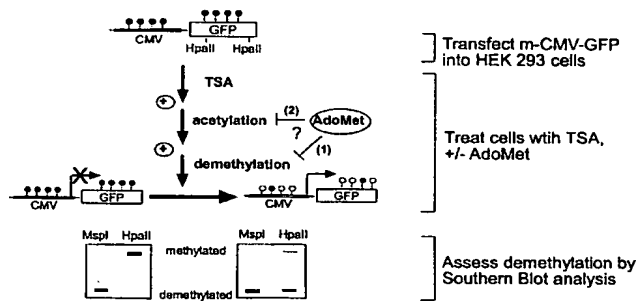 GFP
CMV
HpaII HpaII
Transfect m-CMV-GFP
into HEK 293 cells
TSA
+
acetylation
(2)
AdoMet
?
(1)
+
demethylation
Treat cells wtih TSA,
+/- AdoMet
CMV
GFP
CMV
GFP
MspI HpaII
methylated
MspI HpaII
demethylated
Assess demethylation by
Southern Blot analysis